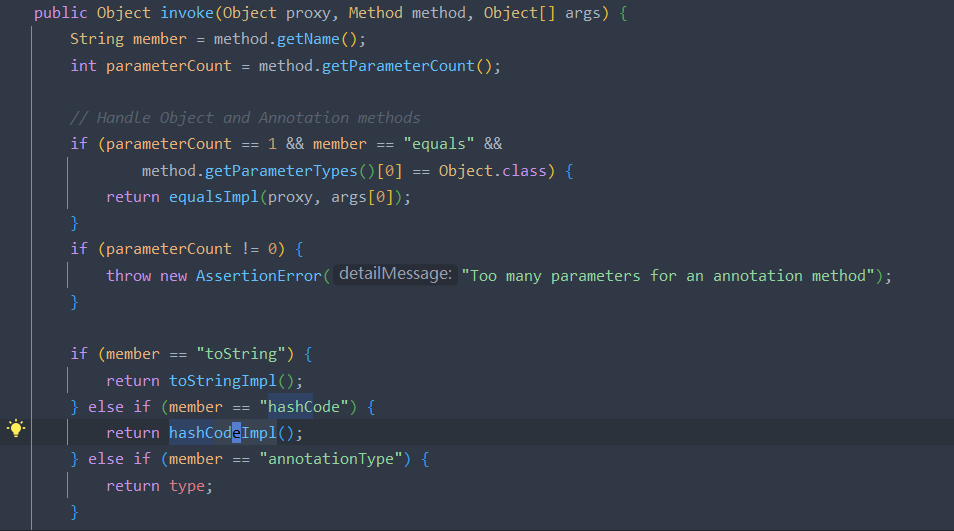 public Object invoke(Object proxy, Method method, Object[] args) {
String member = method.getName();
int parameterCount = method.getParameterCount();
// Handle Object and Annotation methods
if (parameterCount == 1 && member == "equals" &&
method.getParameterTypes()[0] == Object.class) {
return equalsImpl(proxy, args[0]);
}
if (parameterCount != 0) {
throw new AssertionError( detailMessage: "Too many parameters for an annotation method");
}
if (member == "toString") {
return toStringImpl();
} else if (member == "hashCode") {
return hashCodeImpl();
} else if (member == "annotationType") {
return type;
}